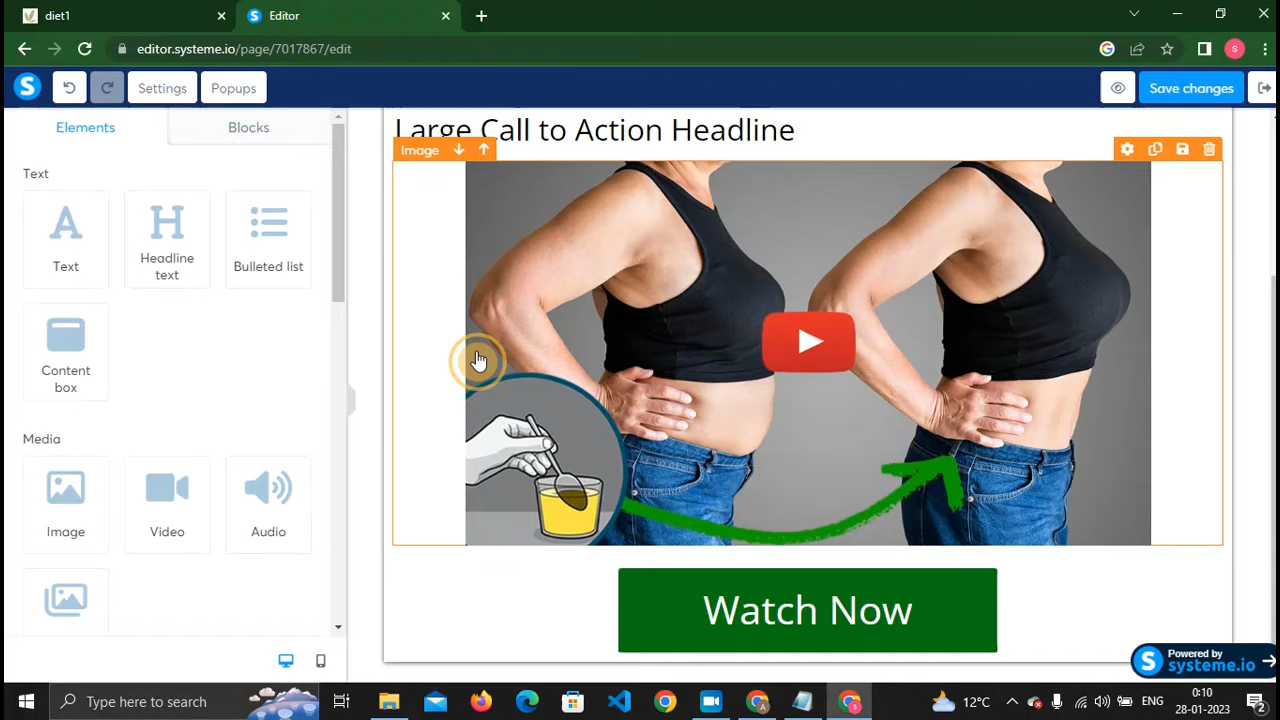 diet1
Editor
editor.systeme.io/page/7017867/edit
Settings
Popups
Save changes
Elements
Blocks
Text
Text
Headline
text
Bulleted list
Content
box
Media
Image
Video
Audio
Large Call to Action Headline
Image
Watch Now
Powered by
systeme.io
Type here to search
12°C
ENG
0:10
28-01-2023
2